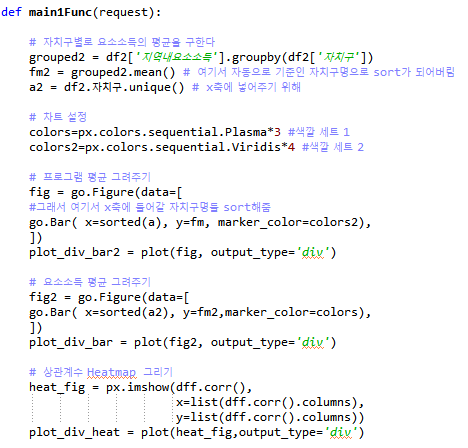 def main1Func(request):
# 자치구별로 요소소득의 평균을 구한다
grouped2 = df2['지역내요소소득'].groupby(df2['자치구'])
fm2 = grouped2.mean() # 여기서 자동으로 기준인 자치구명으로 sort가 되어버림
a2 = df2.자치구.unique() # x축에 넣어주기 위해
# 차트 설정
colors=px.colors.sequential.Plasma*3 #색깔 세트 1
colors2=px.colors.sequential.Viridis*4 #색깔 세트 2
# 프로그램 평균 그려주기
fig = go.Figure(data=[
#그래서 여기서 x축에 들어갈 자치구명들 sort해줌
go.Bar( x=sorted(a), y=fm, marker_color=colors2),
])
plot_div_bar2 = plot(fig, output_type='div')
# 요소소득 평균 그려주기
fig2 = go.Figure(data=[
go.Bar( x=sorted(a2), y=fm2,marker_color=colors),
])
plot_div_bar = plot(fig2, output_type='div')
# 상관계수 Heatmap 그리기
heat_fig = px.imshow(dff.corr(),
x=list(dff.corr().columns),
y=list(dff.corr().columns))
plot_div_heat = plot(heat_fig,output_type='div')